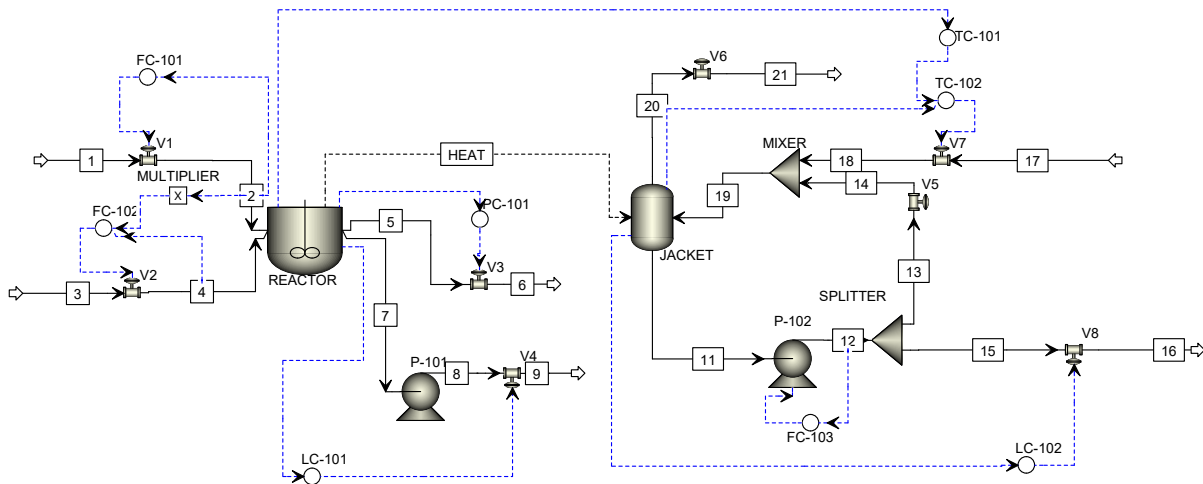 TC-101
FC-101
V6
21
20
TC-102
V1
1
MULTIPLIER
HEAT
MIXER
V7
18
17
14
V5
X
2
FC-102
5
PC-101
19
REACTOR
JACKET
V2
3
4
V3
6
13
SPLITTER
7
P-102
12
11
15
V8
16
P-101
8
V4
9
FC-103
LC-101
LC-102